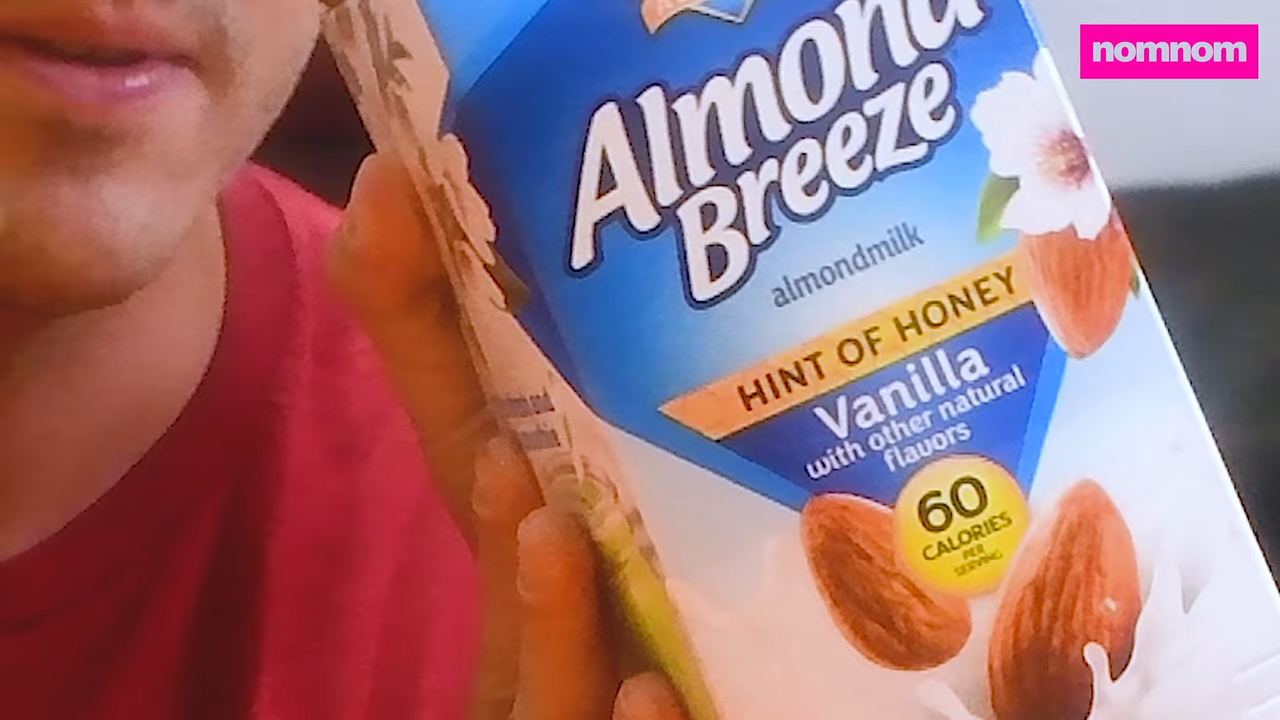 nomnom
Almond
Breeze
almondmilk
HINT OF HONEY
Vanilla
with other natural
flavors
60
CALORIES
PER
SERVING